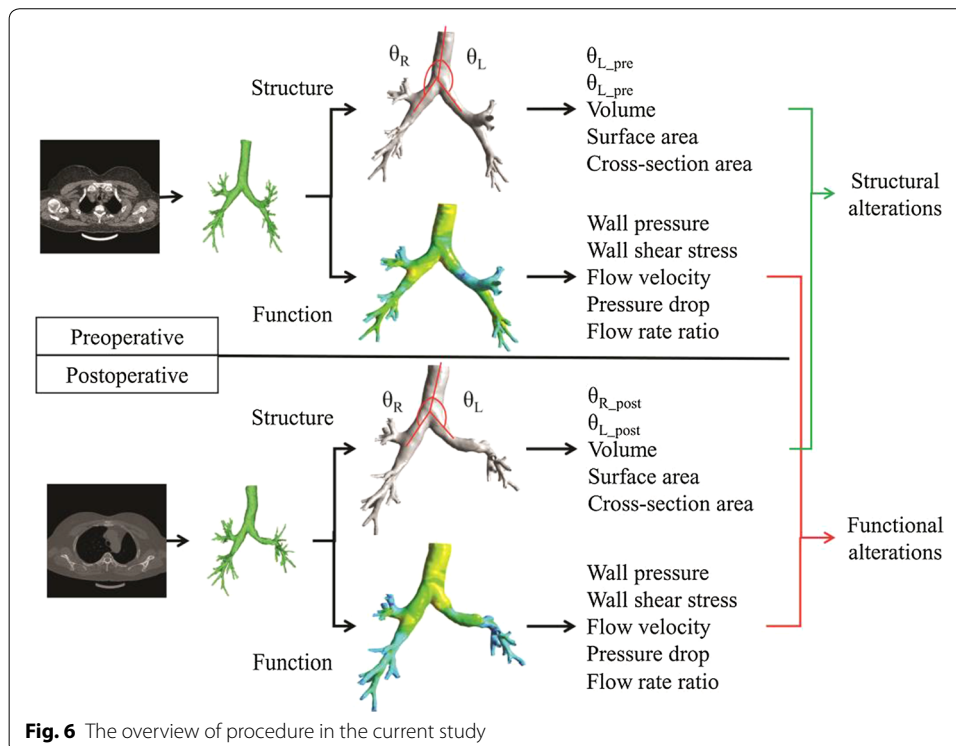 θR
θL
Structure
θL_pre
θL_pre
Volume
Surface area
Cross-section area
Structural
alterations
Function
Wall pressure
Wall shear stress
Flow velocity
Pressure drop
Flow rate ratio
Preoperative
Postoperative
Structure
θR
θL
θR_post
θL_post
Volume
Surface area
Cross-section area
Functional
alterations
Function
Wall pressure
Wall shear stress
Flow velocity
Pressure drop
Flow rate ratio
Fig. 6 The overview of procedure in the current study